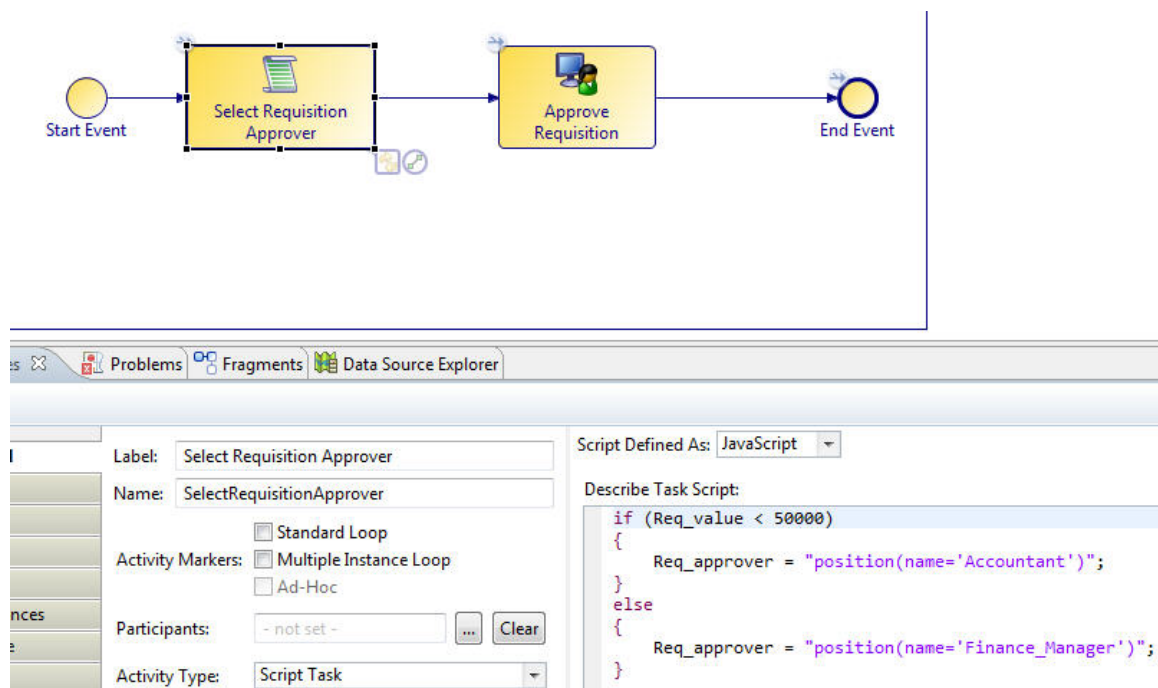 Start Event
Select Requisition
Approver
Approve
Requisition
End Event
es Problems Fragments Data Source Explorer
Label: Select Requisition Approver
Name: SelectRequisitionApprover
Activity Markers:
Standard Loop
Multiple Instance Loop
Ad-Hoc
nces
Participants: - not set - ... Clear
Activity Type: Script Task
Script Defined As: JavaScript
Describe Task Script:
if (Req_value < 50000)
{
Req_approver = "position(name='Accountant')";
}
else
{
Req_approver = "position(name='Finance_Manager')";
}